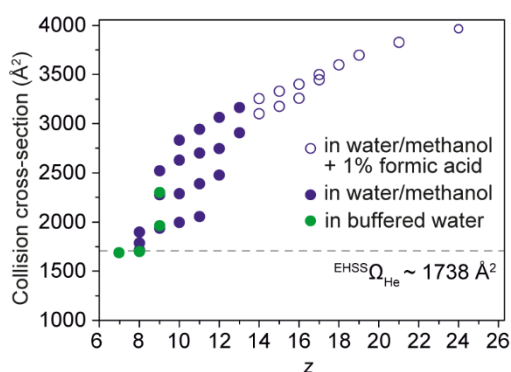 Collision cross-section (Å²)
4000
3500
3000
2500
2000
1500
1000
in water/methanol
+ 1% formic acid
in water/methanol
in buffered water
EHSSΩHe ~ 1738 Å²
6 8 10 12 14 16 18 20 22 24 26
z